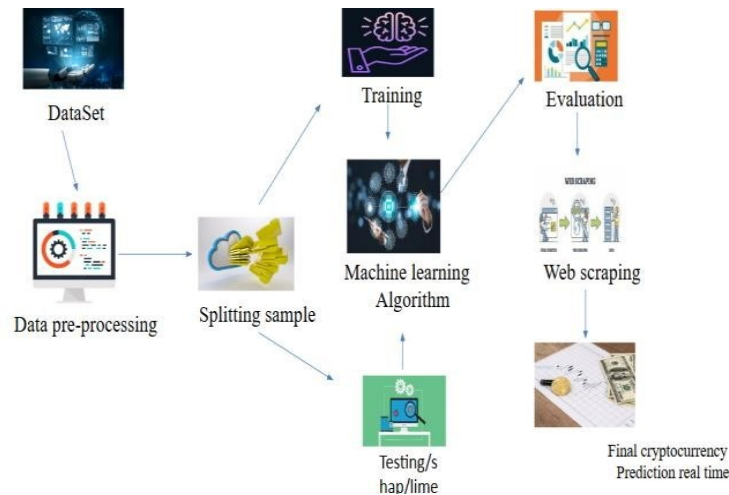 DataSet
Training
Evaluation
WEB SCRAPING
Data pre-processing
Splitting sample
Machine learning
Algorithm
Web scraping
Testing/s
hap/lime
Final cryptocurrency
Prediction real time